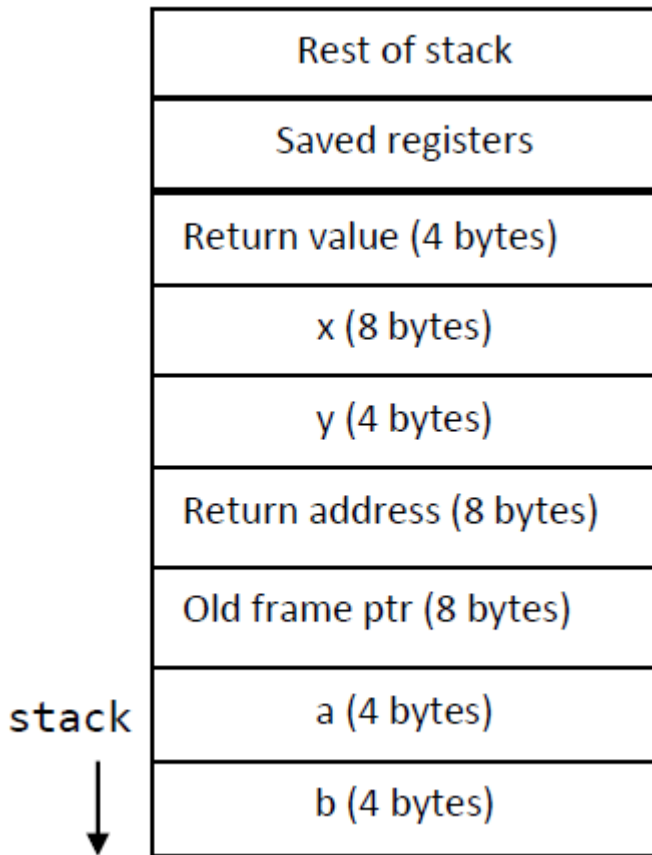 Rest of stack
Saved registers
Return value (4 bytes)
x (8 bytes)
y (4 bytes)
Return address (8 bytes)
Old frame ptr (8 bytes)
a (4 bytes)
stack
b (4 bytes)